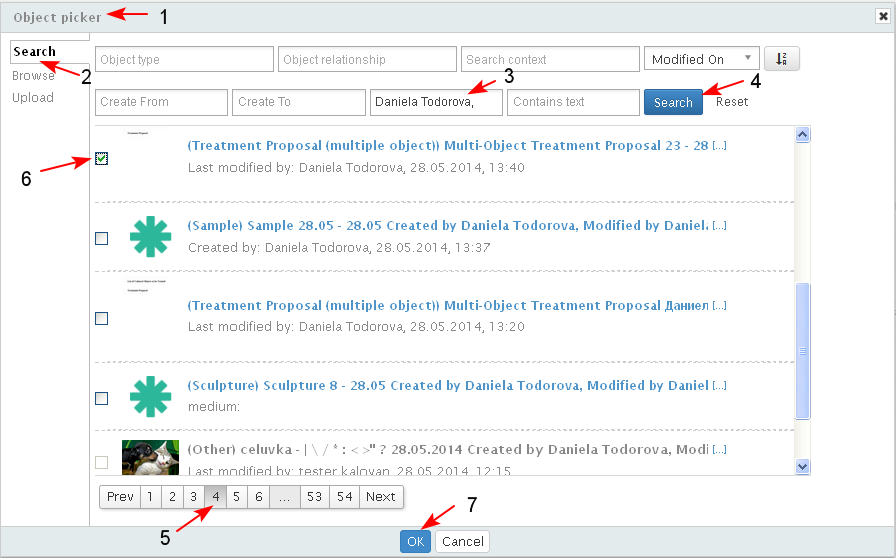 Object picker 1
Search
2
Browse
Upload
Object type Object relationship Search context Modified On
3
4
Create From Create To Daniela Todorova, Contains text Search Reset
Treatment Proposal
(Treatment Proposal (multiple object)) Multi-Object Treatment Proposal 23 - 28 [...]
Last modified by: Daniela Todorova, 28.05.2014, 13:40
6
(Sample) Sample 28.05 - 28.05 Created by Daniela Todorova, Modified by Daniela [...]
Created by: Daniela Todorova, 28.05.2014, 13:37
Treatment Proposal
(Treatment Proposal (multiple object)) Multi-Object Treatment Proposal Даниел [...]
Last modified by: Daniela Todorova, 28.05.2014, 13:20
(Sculpture) Sculpture 8 - 28.05 Created by Daniela Todorova, Modified by Daniel [...]
medium:
(Other) celuvka - | \ / * : < >" ? 28.05.2014 Created by Daniela Todorova, Modi [...]
Last modified by: tester kalovan, 28.05.2014, 12:15
Prev 1 2 3 4 5 6 ... 53 54 Next
5
7
OK Cancel